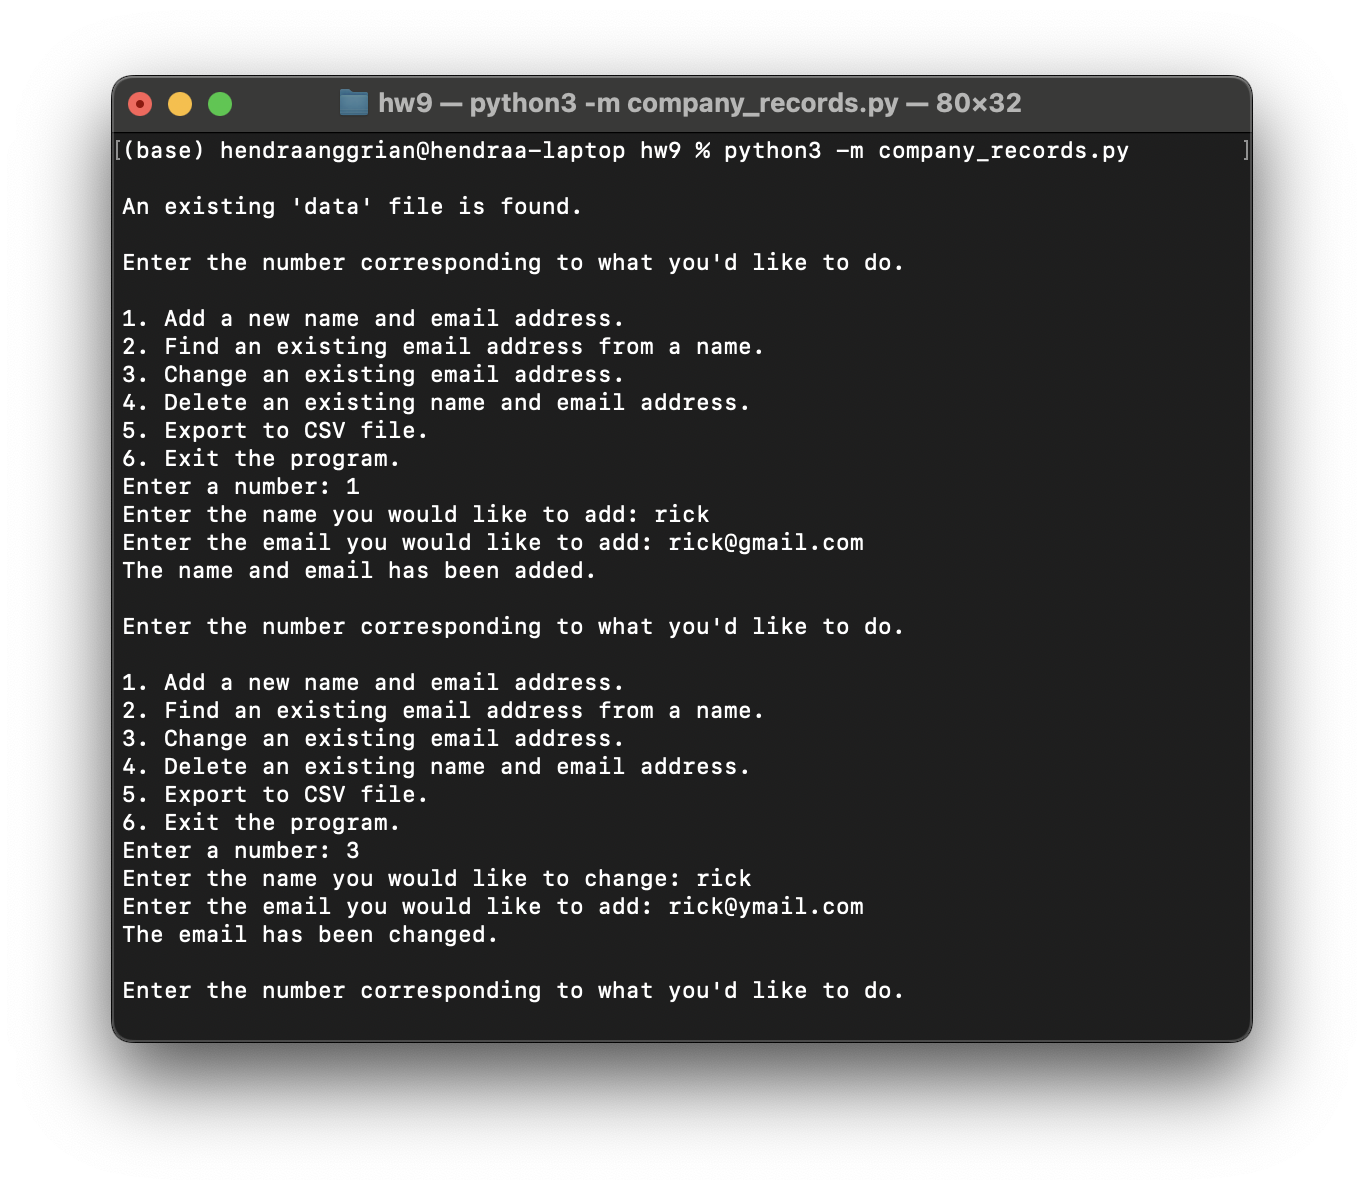 hw9 — python3 -m company_records.py — 80×32
[(base) hendraanggrian@hendraa-laptop hw9 % python3 -m company_records.py ]
An existing 'data' file is found.
Enter the number corresponding to what you'd like to do.
1. Add a new name and email address.
2. Find an existing email address from a name.
3. Change an existing email address.
4. Delete an existing name and email address.
5. Export to CSV file.
6. Exit the program.
Enter a number: 1
Enter the name you would like to add: rick
Enter the email you would like to add: rick@gmail.com
The name and email has been added.
Enter the number corresponding to what you'd like to do.
1. Add a new name and email address.
2. Find an existing email address from a name.
3. Change an existing email address.
4. Delete an existing name and email address.
5. Export to CSV file.
6. Exit the program.
Enter a number: 3
Enter the name you would like to change: rick
Enter the email you would like to add: rick@ymail.com
The email has been changed.
Enter the number corresponding to what you'd like to do.